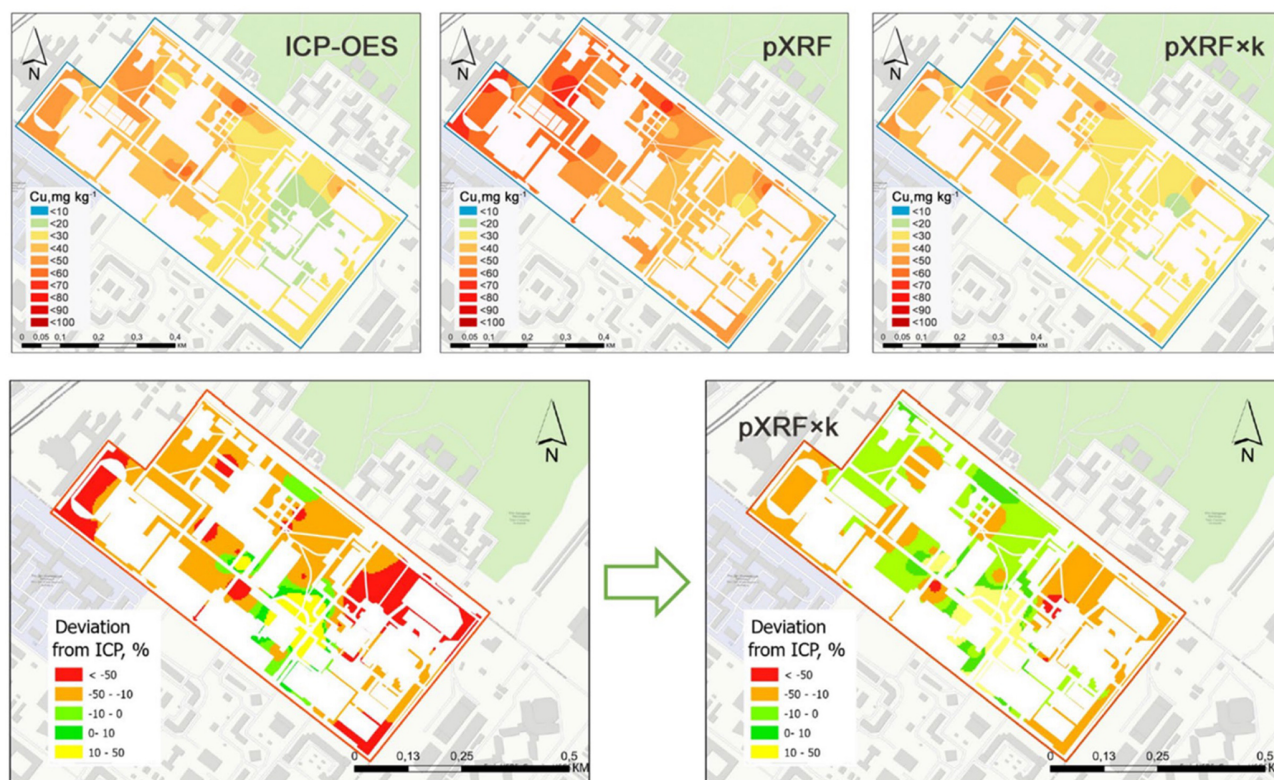 ICP-OES
N
Cu,mg kg⁻¹
<10
<20
<30
<40
<50
<60
<70
<80
<90
<100
0 0,05 0,1 0,2 0,3 0,4
KM
pXRF
N
Cu,mg kg⁻¹
<10
<20
<30
<40
<50
<60
<70
<80
<90
<100
0 0,05 0,1 0,2 0,3 0,4
KM
pXRF×k
N
Cu,mg kg⁻¹
<10
<20
<30
<40
<50
<60
<70
<80
<90
<100
0 0,05 0,1 0,2 0,3 0,4
KM
N
Deviation
from ICP, %
< -50
-50 - -10
-10 - 0
0- 10
10 - 50
0 0,13 0,25 0,5
KM
pXRF×k
N
Deviation
from ICP, %
< -50
-50 - -10
-10 - 0
0- 10
10 - 50
0 0,13 0,25 0,5
KM